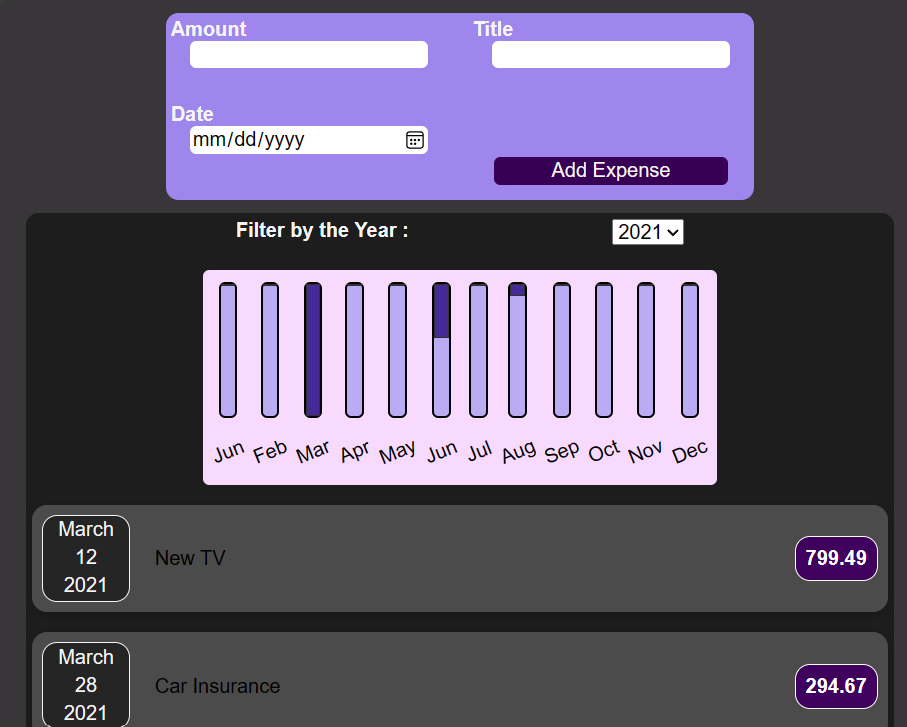 Amount Title
Date
mm/dd/yyyy
Add Expense
Filter by the Year : 2021
Jun Feb Mar Apr May Jun Jul Aug Sep Oct Nov Dec
March
12
2021
New TV
799.49
March
28
2021
Car Insurance
294.67